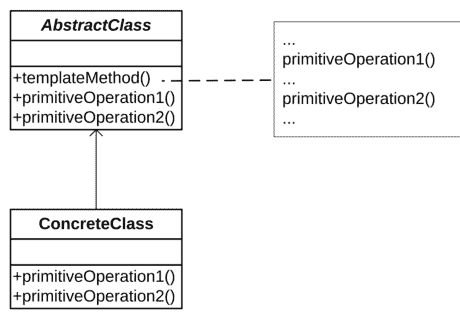 AbstractClass
+templateMethod()
+primitiveOperation1()
+primitiveOperation2()
...
primitiveOperation1()
...
primitiveOperation2()
...
ConcreteClass
+primitiveOperation1()
+primitiveOperation2()